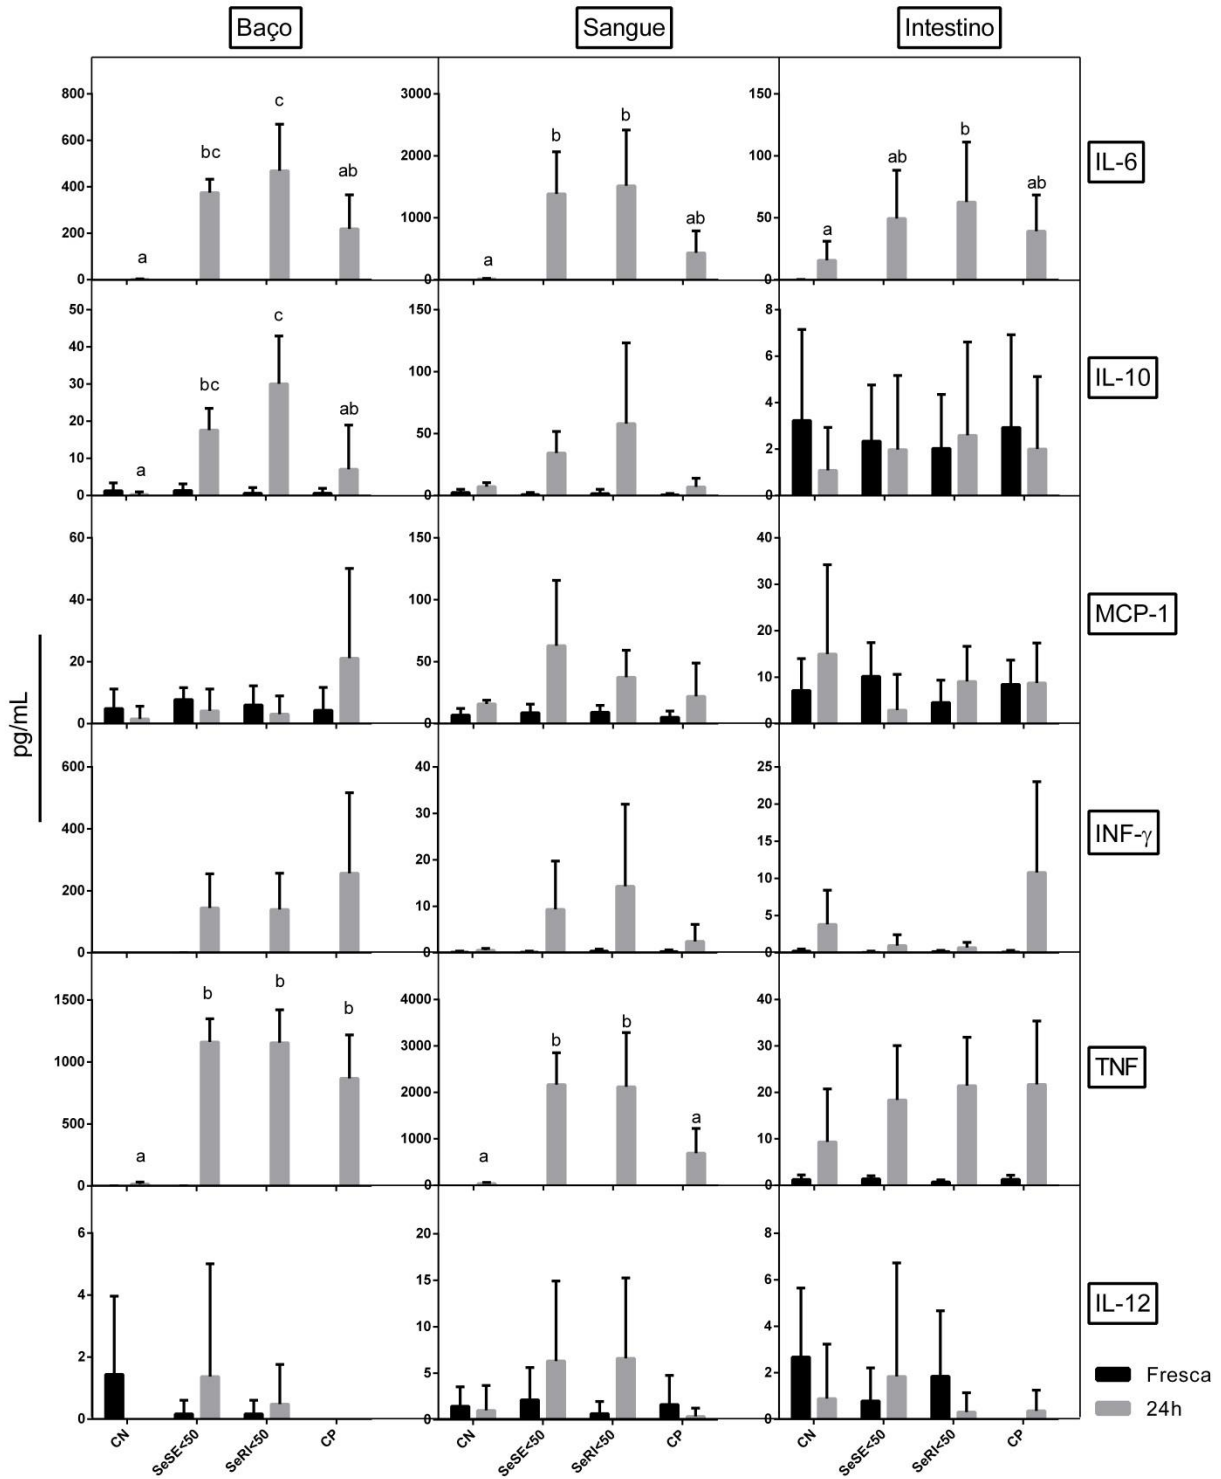 Baço
Sangue
Intestino
800
600
400
200
0
a
bc
c
ab
3000
2000
1000
0
a
b
b
ab
150
100
50
0
a
ab
b
ab
IL-6
50
40
30
20
10
0
a
bc
c
ab
150
100
50
0
8
6
4
2
0
IL-10
60
40
20
0
150
100
50
0
40
30
20
10
0
MCP-1
pg/mL
600
400
200
0
40
30
20
10
0
25
20
15
10
5
0
INF-γ
1500
1000
500
0
a
b
b
b
4000
3000
2000
1000
0
a
b
b
a
40
30
20
10
0
TNF
6
4
2
0
20
15
10
5
0
8
6
4
2
0
IL-12
CN
SeSE<50
SeRI<50
CP
CN
SeSE<50
SeRI<50
CP
CN
SeSE<50
SeRI<50
CP
Fresca
24h